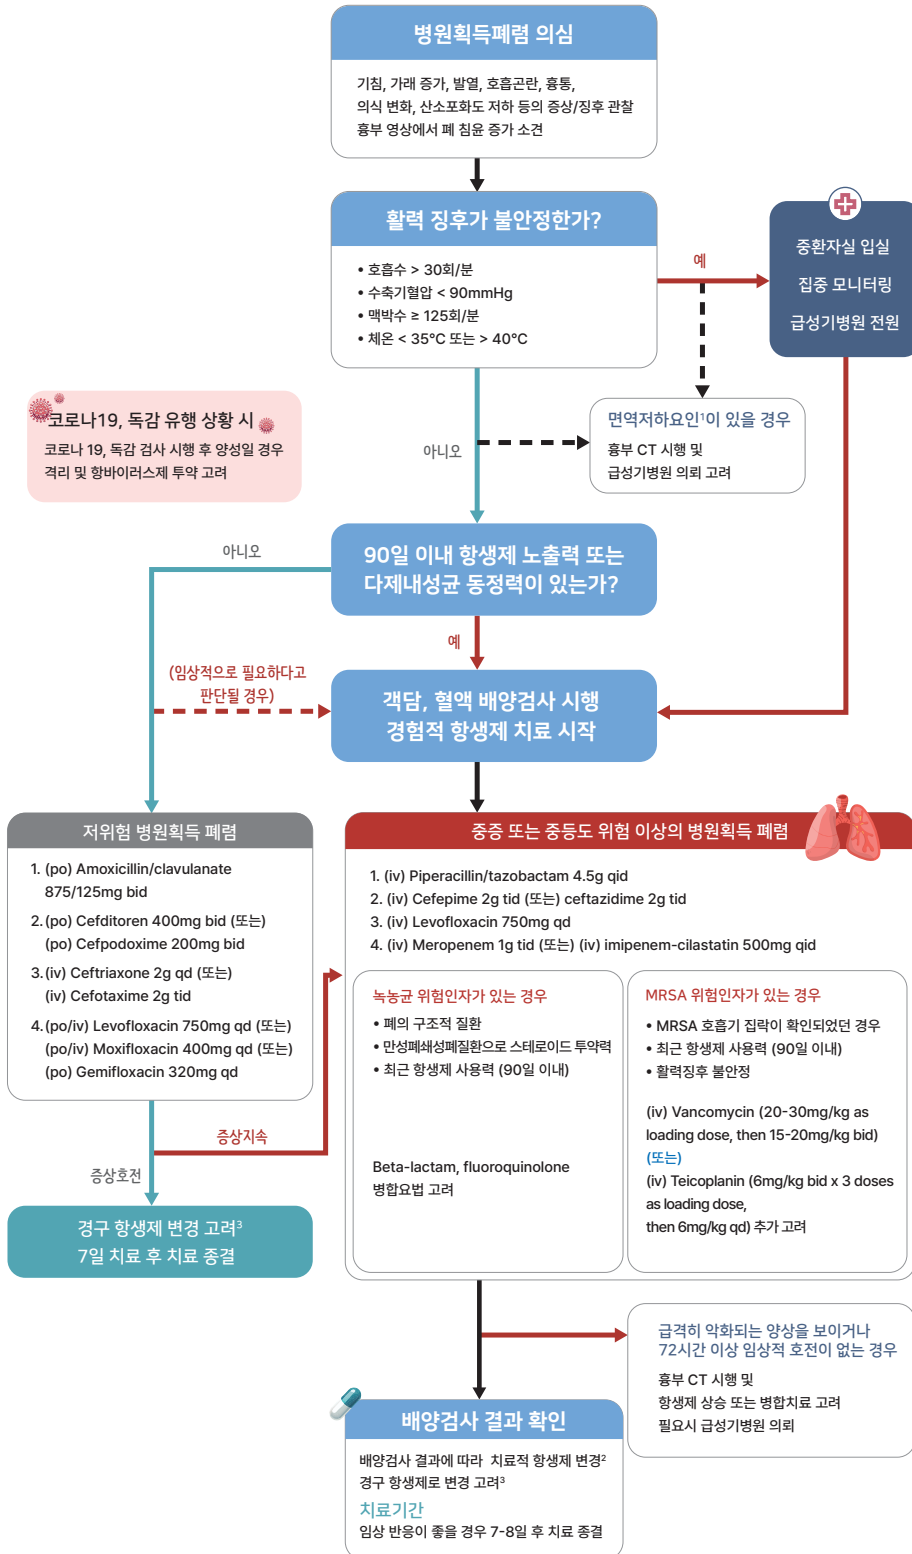 병원획득폐렴 의심
기침, 가래 증가, 발열, 호흡곤란, 흉통,
의식 변화, 산소포화도 저하 등의 증상/징후 관찰
흉부 영상에서 폐 침윤 증가 소견
활력 징후가 불안정한가?
• 호흡수 > 30회/분
• 수축기혈압 < 90mmHg
• 맥박수 ≥ 125회/분
• 체온 < 35°C 또는 > 40°C
예
중환자실 입실
집중 모니터링
급성기병원 전원
코로나19, 독감 유행 상황 시
코로나 19, 독감 검사 시행 후 양성일 경우
격리 및 항바이러스제 투약 고려
아니오
면역저하요인¹이 있을 경우
흉부 CT 시행 및
급성기병원 의뢰 고려
90일 이내 항생제 노출력 또는
다제내성균 동정력이 있는가?
아니오
예
(임상적으로 필요하다고
판단될 경우)
객담, 혈액 배양검사 시행
경험적 항생제 치료 시작
저위험 병원획득 폐렴
1. (po) Amoxicillin/clavulanate
875/125mg bid
2. (po) Cefditoren 400mg bid (또는)
(po) Cefpodoxime 200mg bid
3. (iv) Ceftriaxone 2g qd (또는)
(iv) Cefotaxime 2g tid
4. (po/iv) Levofloxacin 750mg qd (또는)
(po/iv) Moxifloxacin 400mg qd (또는)
(po) Gemifloxacin 320mg qd
증상지속
증상호전
경구 항생제 변경 고려³
7일 치료 후 치료 종결
중증 또는 중등도 위험 이상의 병원획득 폐렴
1. (iv) Piperacillin/tazobactam 4.5g qid
2. (iv) Cefepime 2g tid (또는) ceftazidime 2g tid
3. (iv) Levofloxacin 750mg qd
4. (iv) Meropenem 1g tid (또는) (iv) imipenem-cilastatin 500mg qid
녹농균 위험인자가 있는 경우
• 폐의 구조적 질환
• 만성폐쇄성폐질환으로 스테로이드 투약력
• 최근 항생제 사용력 (90일 이내)
Beta-lactam, fluoroquinolone
병합요법 고려
MRSA 위험인자가 있는 경우
• MRSA 호흡기 집락이 확인되었던 경우
• 최근 항생제 사용력 (90일 이내)
• 활력징후 불안정
(iv) Vancomycin (20-30mg/kg as
loading dose, then 15-20mg/kg bid)
(또는)
(iv) Teicoplanin (6mg/kg bid x 3 doses
as loading dose,
then 6mg/kg qd) 추가 고려
급격히 악화되는 양상을 보이거나
72시간 이상 임상적 호전이 없는 경우
흉부 CT 시행 및
항생제 상승 또는 병합치료 고려
필요시 급성기병원 의뢰
배양검사 결과 확인
배양검사 결과에 따라 치료적 항생제 변경²
경구 항생제로 변경 고려³
치료기간
임상 반응이 좋을 경우 7-8일 후 치료 종결